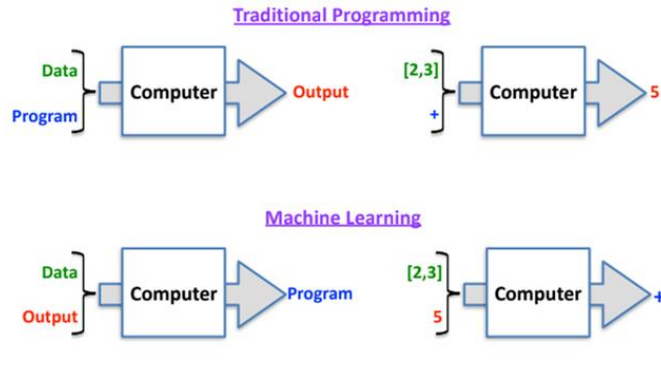 Traditional Programming
Data
Program
Computer
Output
[2,3]
+
Computer
5
Machine Learning
Data
Output
Computer
Program
[2,3]
5
Computer
+